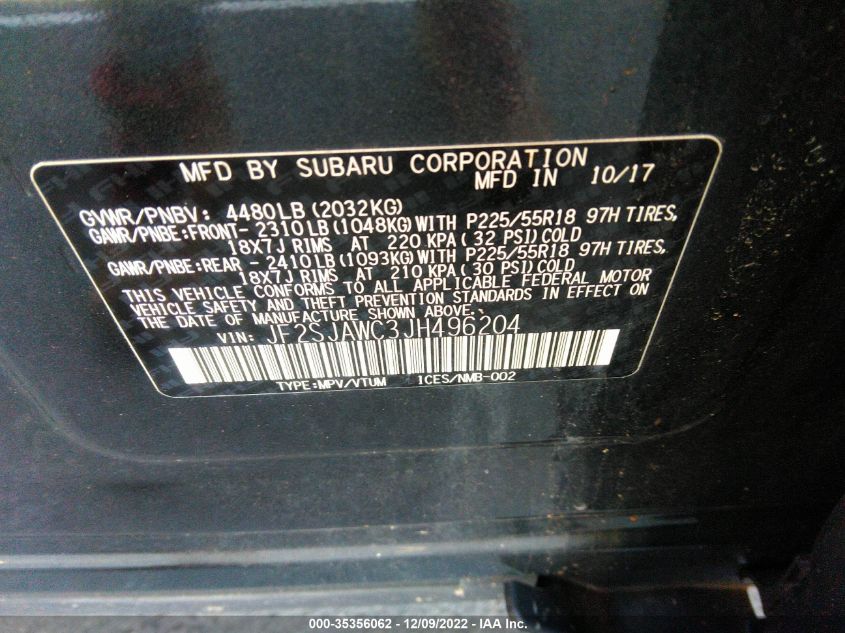 MFD BY SUBARU CORPORATION
MFD IN 10/17
GVWR/PNBV: 4480LB(2032KG)
GAWR/PNBE:FRONT- 2310LB(1048KG)WITH P225/55R18 97H TIRES,
18X7J RIMS AT 220 KPA( 32 PSI)COLD
GAWR/PNBE:REAR - 2410LB(1093KG)WITH P225/55R18 97H TIRES,
18X7J RIMS AT 210 KPA( 30 PSI)COLD
THIS VEHICLE CONFORMS TO ALL APPLICABLE FEDERAL MOTOR
VEHICLE SAFETY AND THEFT PREVENTION STANDARDS IN EFFECT ON
THE DATE OF MANUFACTURE SHOWN ABOVE.
VIN: JF2SJAWC3JH496204
TYPE:MPV/VTUM ICES/NMB-002
000-35356062 - 12/09/2022 - IAA Inc.